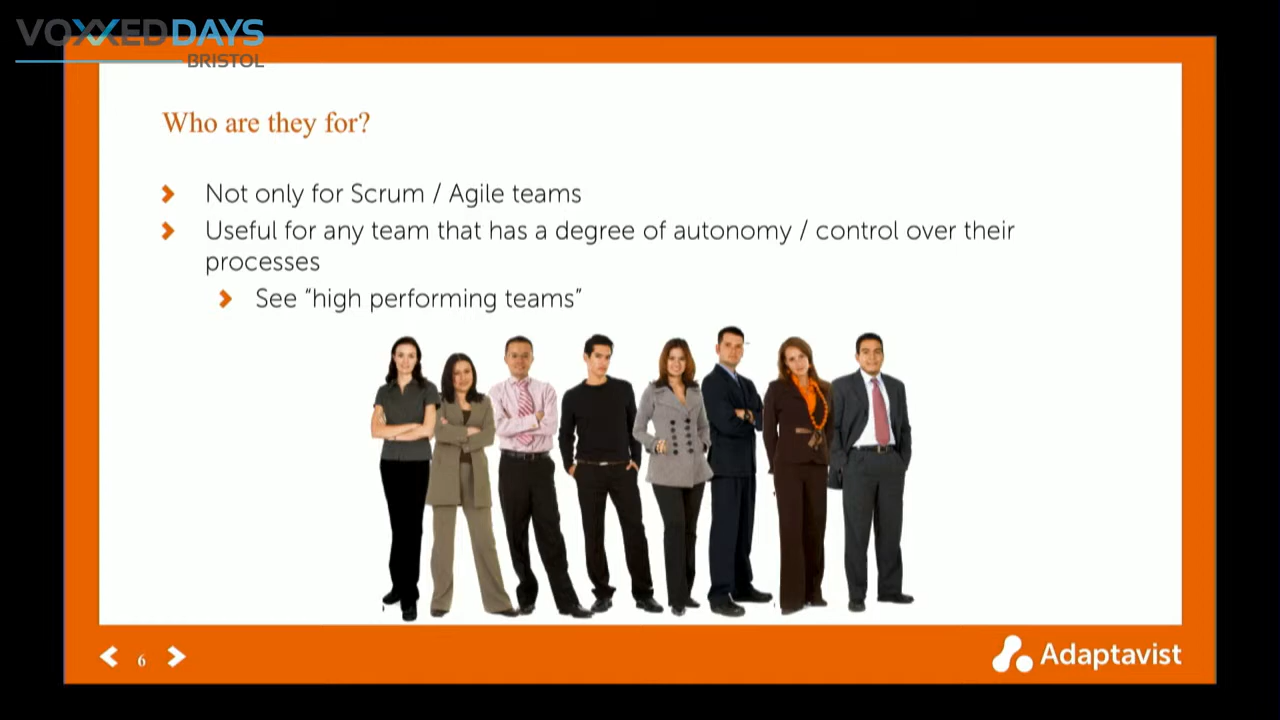 VOXXEDDAYS
BRISTOL
Who are they for?
Not only for Scrum / Agile teams
Useful for any team that has a degree of autonomy / control over their
processes
See “high performing teams”
6
Adaptavist